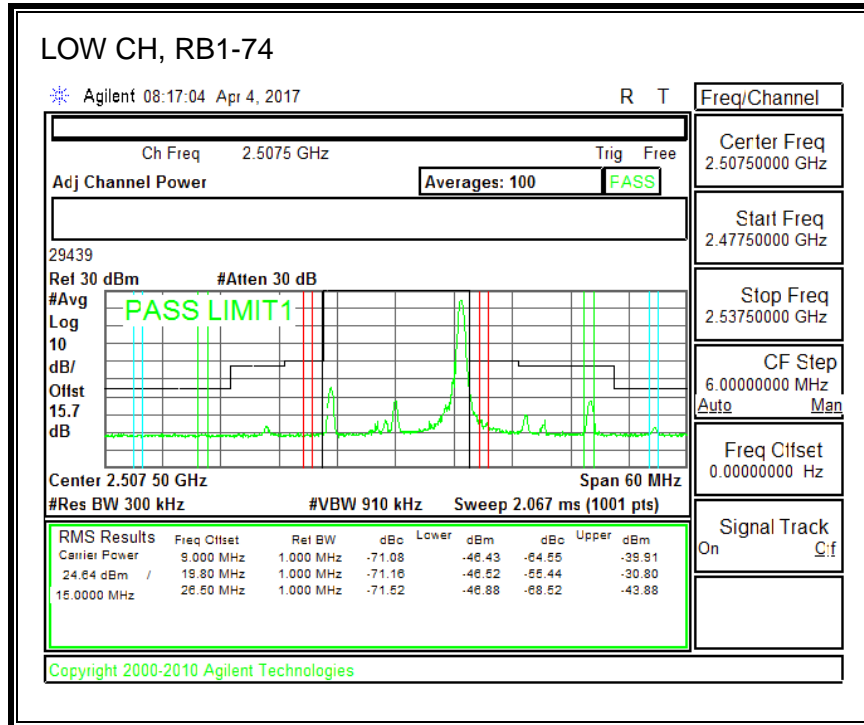 LOW CH, RB1-74
Agilent 08:17:04 Apr 4, 2017 R T
Freq/Channel
Ch Freq 2.5075 GHz Trig Free
Adj Channel Power Averages: 100 PASS
Center Freq
2.50750000 GHz
Start Freq
2.47750000 GHz
Stop Freq
2.53750000 GHz
CF Step
6.00000000 MHz
Auto Man
Freq Offset
0.00000000 Hz
Signal Track
On Off
29439
Ref 30 dBm #Atten 30 dB
#Avg
Log
10
dB/
Offst
15.7
dB
PASS LIMIT1
Center 2.507 50 GHz Span 60 MHz
#Res BW 300 kHz #VBW 910 kHz Sweep 2.067 ms (1001 pts)
RMS Results Freq Offset Ref BW dBc Lower dBm dBc Upper dBm
Carrier Power 9.000 MHz 1.000 MHz -71.08 -46.43 -64.55 -39.91
24.64 dBm / 19.80 MHz 1.000 MHz -71.16 -46.52 -55.44 -30.80
15.0000 MHz 26.50 MHz 1.000 MHz -71.52 -46.88 -68.52 -43.88
Copyright 2000-2010 Agilent Technologies